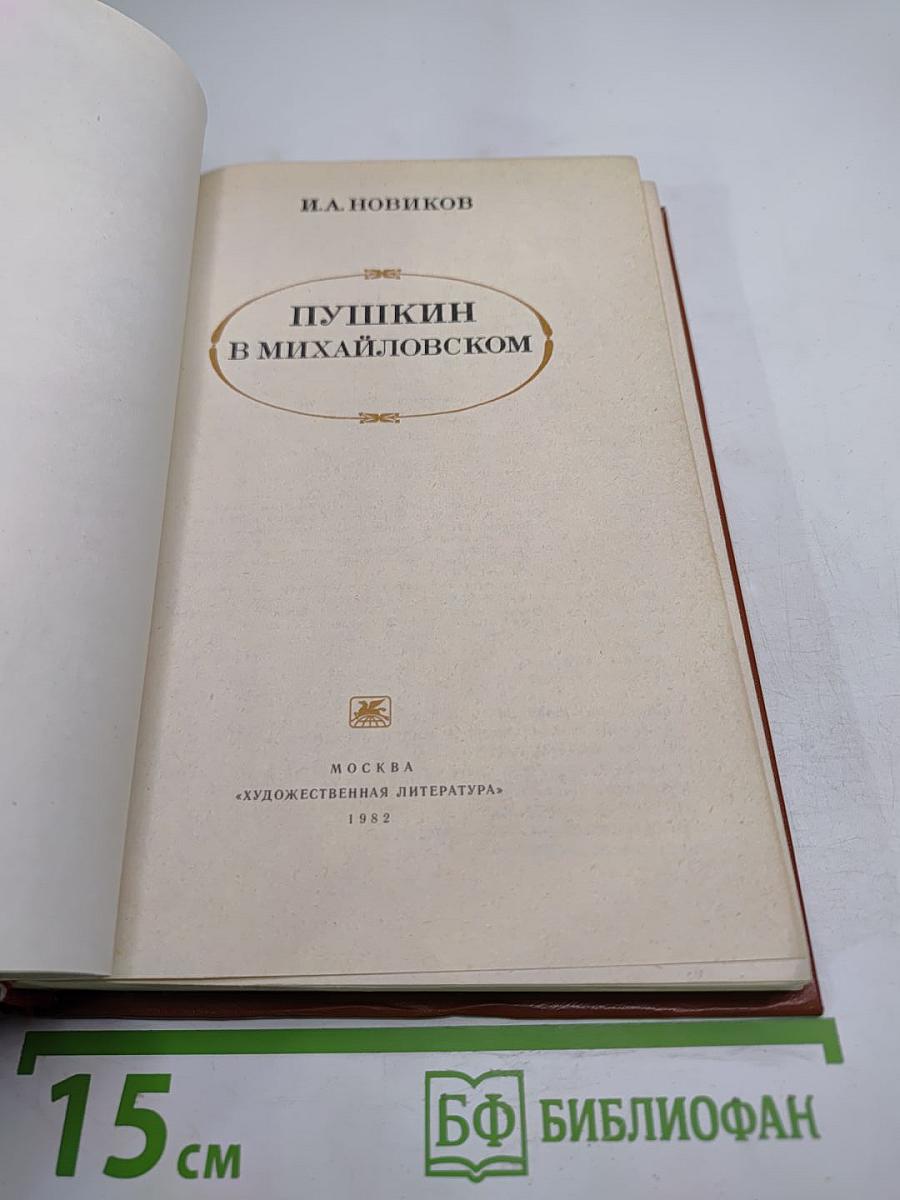 И.А. НОВИКОВ
ПУШКИН
В МИХАЙЛОВСКОМ
МОСКВА
«ХУДОЖЕСТВЕННАЯ ЛИТЕРАТУРА»
1982
15 см
БФ БИБЛИОФАН